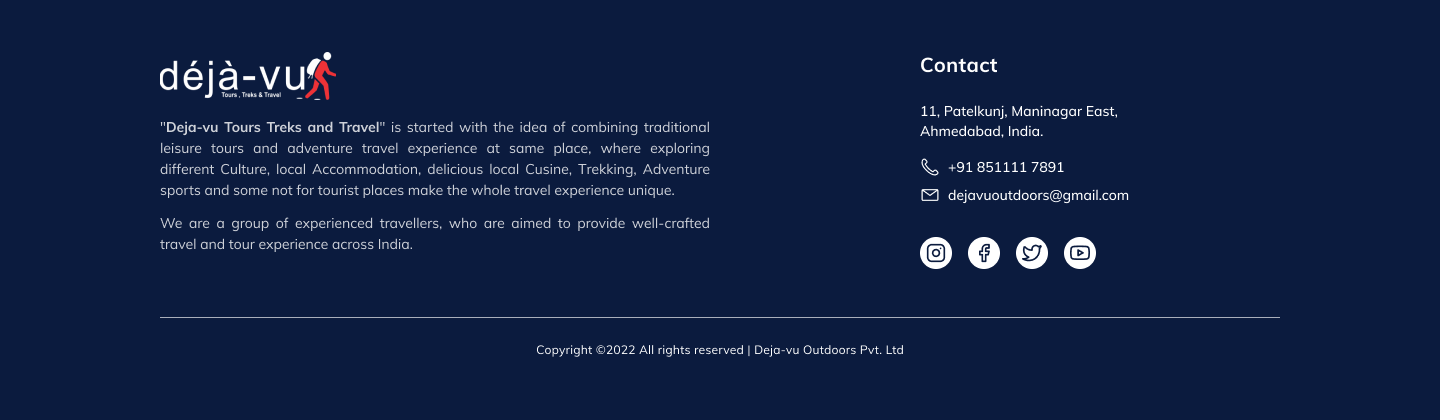 déjà-vu
Tours , Treks & Travel
"Deja-vu Tours Treks and Travel" is started with the idea of combining traditional
leisure tours and adventure travel experience at same place, where exploring
different Culture, local Accommodation, delicious local Cusine, Trekking, Adventure
sports and some not for tourist places make the whole travel experience unique.
We are a group of experienced travellers, who are aimed to provide well-crafted
travel and tour experience across India.
Contact
11, Patelkunj, Maninagar East,
Ahmedabad, India.
+91 851111 7891
dejavuoutdoors@gmail.com
Copyright ©2022 All rights reserved | Deja-vu Outdoors Pvt. Ltd